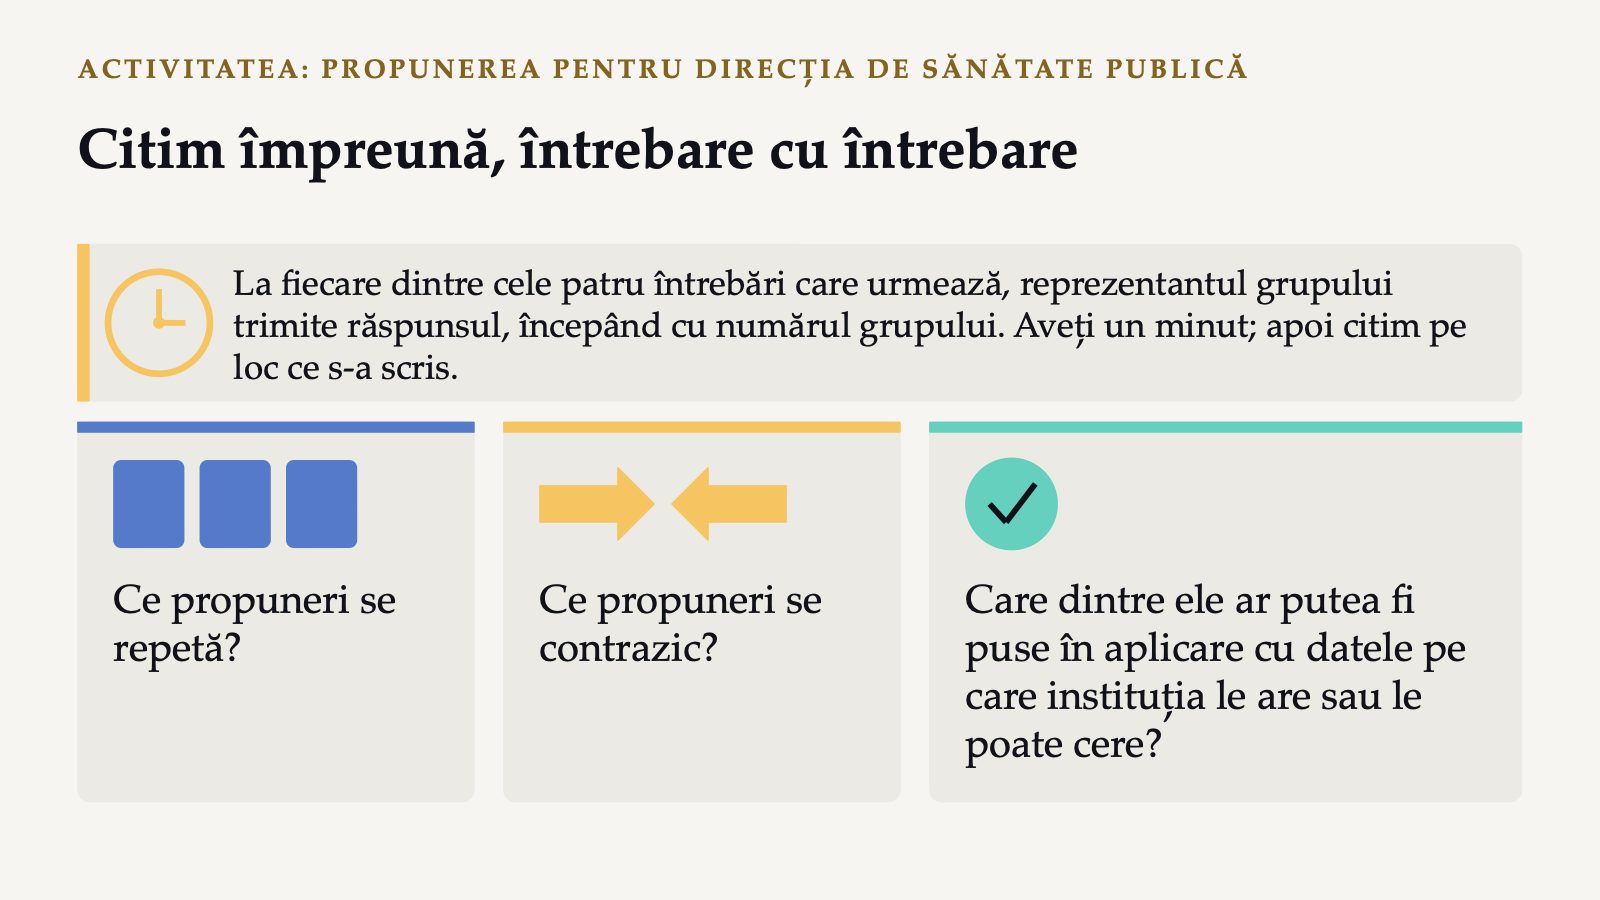 ACTIVITATEA: PROPUNEREA PENTRU DIRECȚIA DE SĂNĂTATE PUBLICĂ
Citim împreună, întrebare cu întrebare
La fiecare dintre cele patru întrebări care urmează, reprezentantul grupului
trimite răspunsul, începând cu numărul grupului. Aveți un minut; apoi citim pe
loc ce s-a scris.
Ce propuneri se
repetă?
Ce propuneri se
contrazic?
Care dintre ele ar putea fi
puse în aplicare cu datele pe
care instituția le are sau le
poate cere?